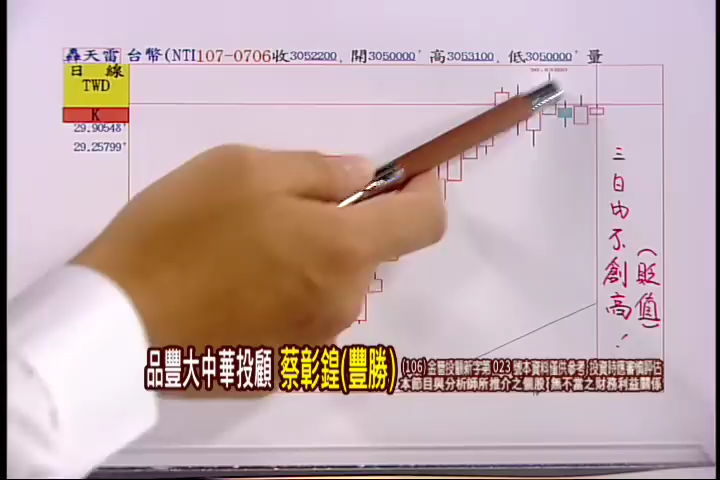 轟天雷 台幣(NT107-0706收3052200, 開3050000' 高3053100, 低3050000' 量
日 線
TWD
K
29.90548'
29.25799'
三日內不創高!
(貶值)
品豐大中華投顧 蔡彰鍠(豐勝)
(106)金管投顧新字第023號本資料僅供參考,投資時應審慎評估
本節目與分析師所推介之個股無不當之財務利益關係